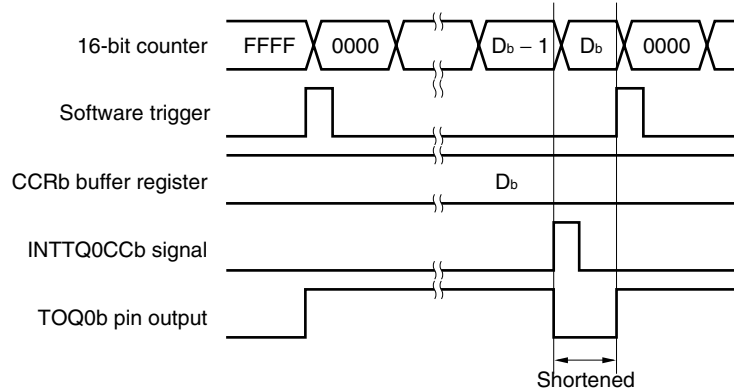 16-bit counter FFFF 0000 Db − 1 Db 0000
Software trigger
CCRb buffer register Db
INTTQ0CCb signal
TOQ0b pin output
Shortened